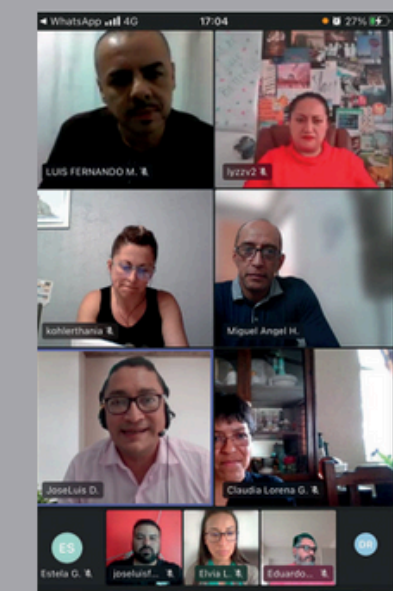 WhatsApp 4G 17:04 27%
LUIS FERNANDO M.
lyzzv2
kohlerthania
Miguel Angel H.
JoseLuis D.
Claudia Lorena G.
ES
DR
Estela G.
joseluisf...
Elvia L.
Eduardo...